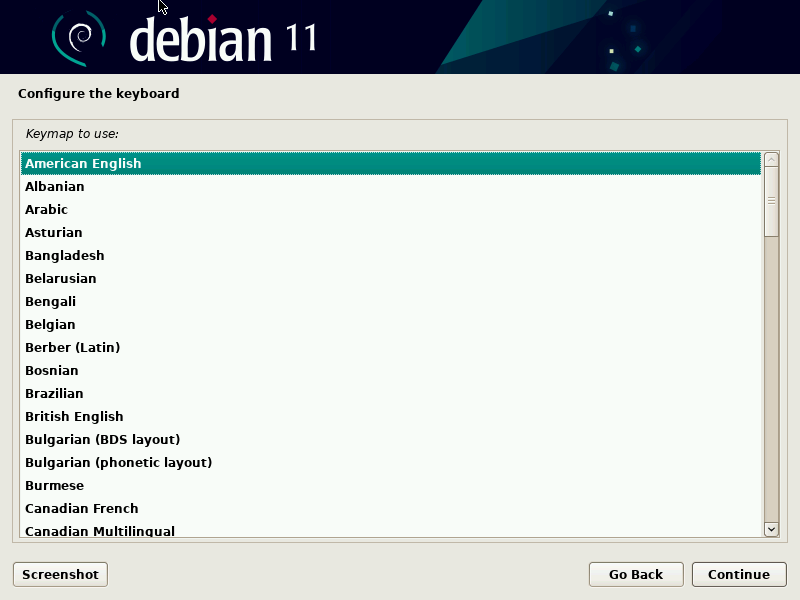 debian 11
Configure the keyboard
Keymap to use:
American English
Albanian
Arabic
Asturian
Bangladesh
Belarusian
Bengali
Belgian
Berber (Latin)
Bosnian
Brazilian
British English
Bulgarian (BDS layout)
Bulgarian (phonetic layout)
Burmese
Canadian French
Canadian Multilingual
Screenshot
Go Back
Continue